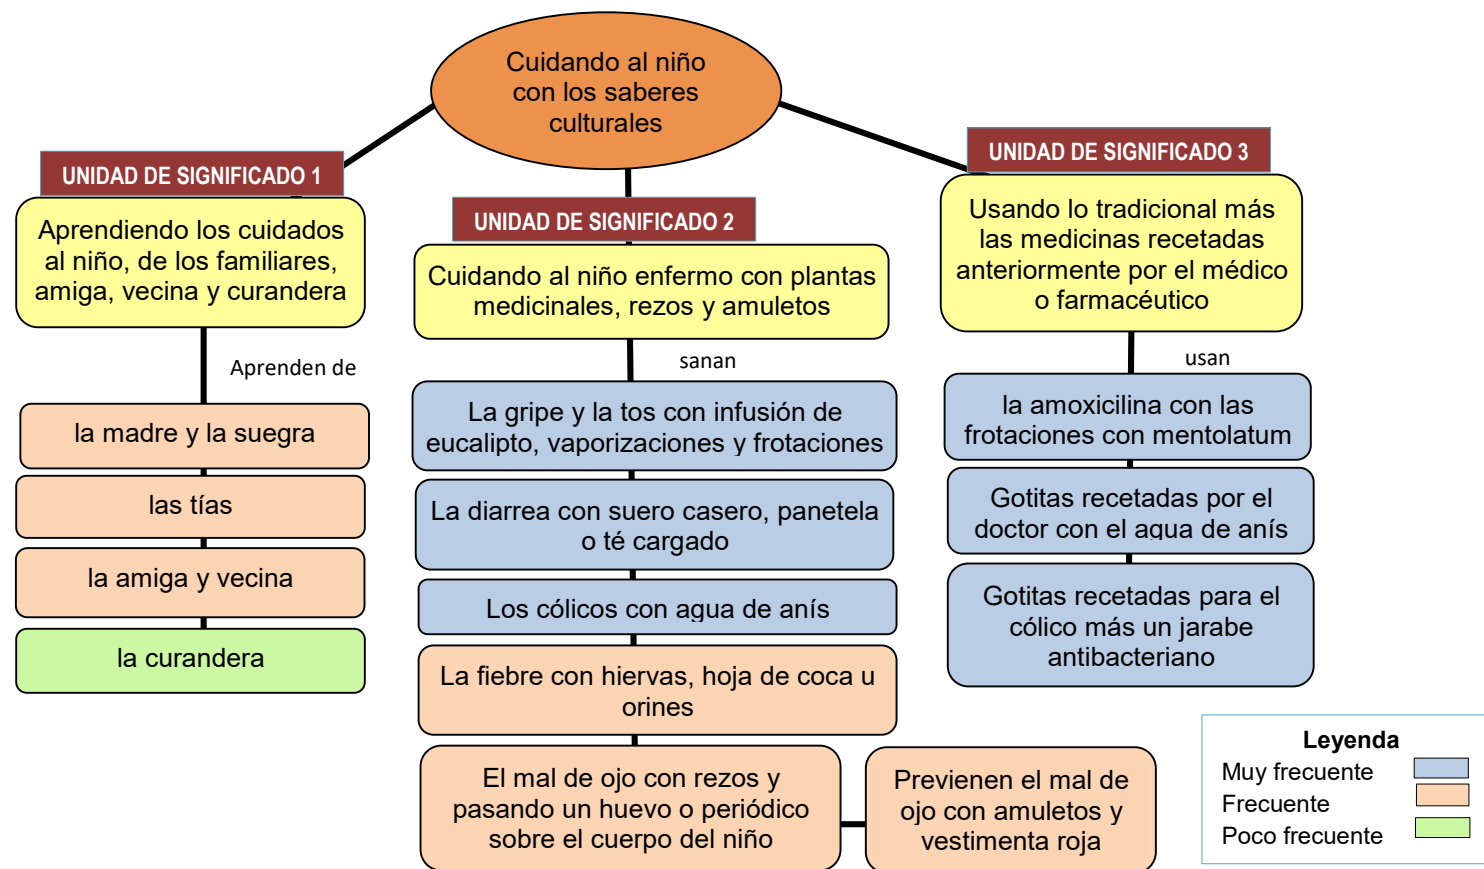 Cuidando al niño
con los saberes
culturales
UNIDAD DE SIGNIFICADO 1
Aprendiendo los cuidados
al niño, de los familiares,
amiga, vecina y curandera
Aprenden de
la madre y la suegra
las tías
la amiga y vecina
la curandera
UNIDAD DE SIGNIFICADO 2
Cuidando al niño enfermo con plantas
medicinales, rezos y amuletos
sanan
La gripe y la tos con infusión de
eucalipto, vaporizaciones y frotaciones
La diarrea con suero casero, panetela
o té cargado
Los cólicos con agua de anís
La fiebre con hiervas, hoja de coca u
orines
El mal de ojo con rezos y
pasando un huevo o periódico
sobre el cuerpo del niño
Previenen el mal de
ojo con amuletos y
vestimenta roja
UNIDAD DE SIGNIFICADO 3
Usando lo tradicional más
las medicinas recetadas
anteriormente por el médico
o farmacéutico
usan
la amoxicilina con las
frotaciones con mentolatum
Gotitas recetadas por el
doctor con el agua de anís
Gotitas recetadas para el
cólico más un jarabe
antibacteriano
Leyenda
Muy frecuente
Frecuente
Poco frecuente